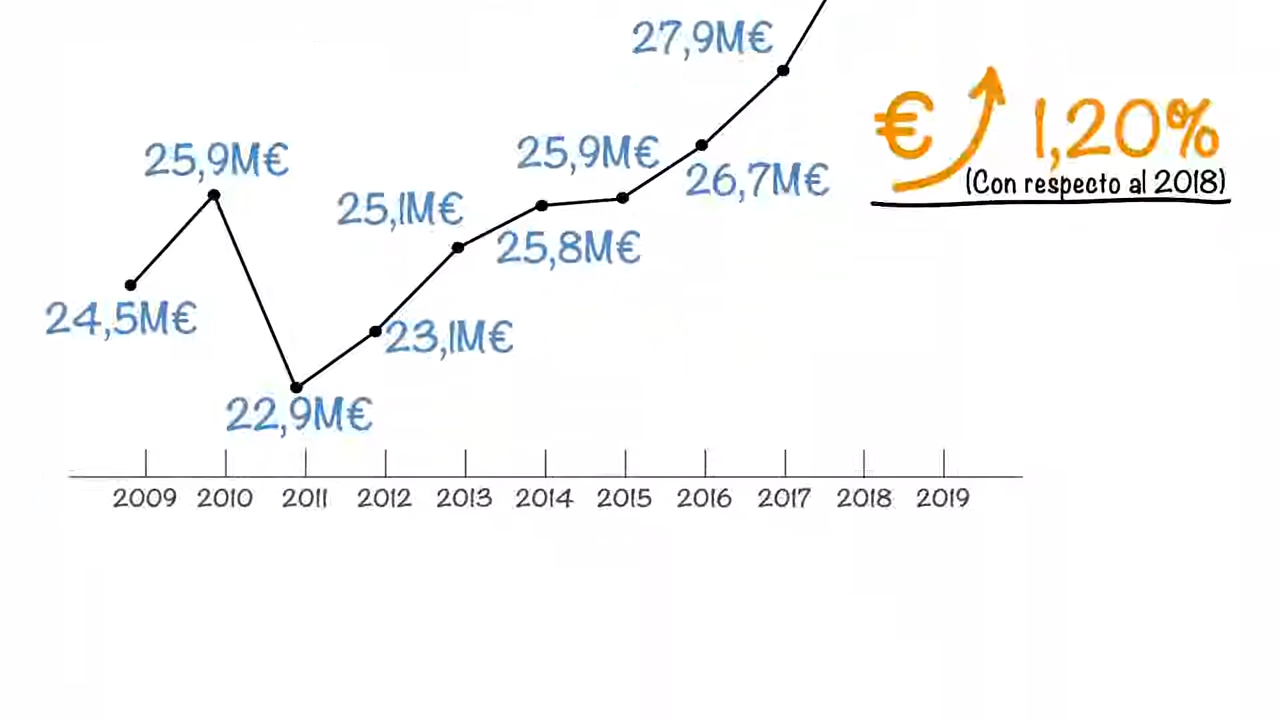 27,9M€
€ 1,20%
(Con respecto al 2018)
25,9M€
25,9M€
26,7M€
25,1M€
25,8M€
24,5M€
23,1M€
22,9M€
2009 2010 2011 2012 2013 2014 2015 2016 2017 2018 2019